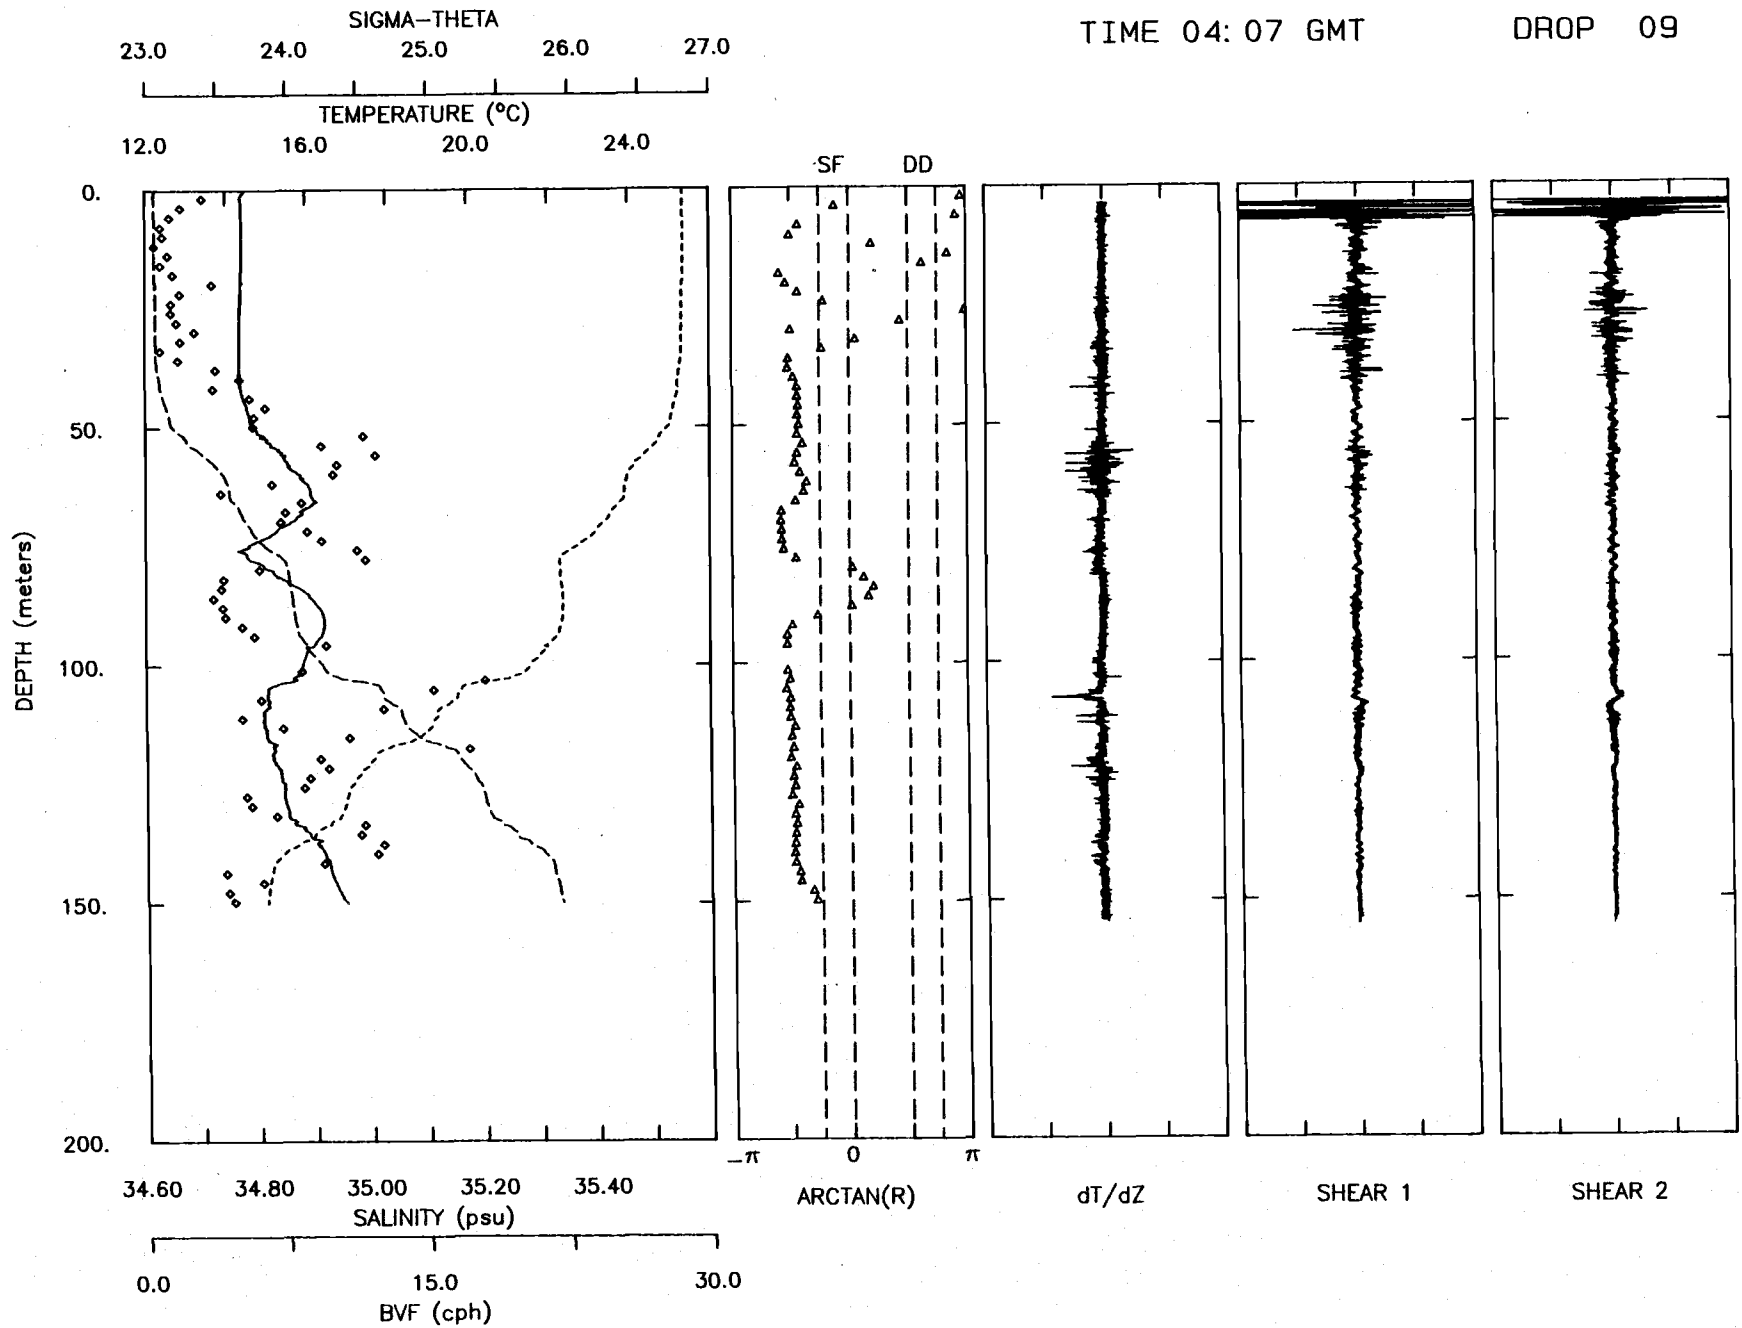 SIGMA-THETA
TIME 04:07 GMT DROP 09
23.0 24.0 25.0 26.0 27.0
TEMPERATURE (°C)
12.0 16.0 20.0 24.0
SF DD
0.
50.
100.
150.
200.
DEPTH (meters)
-π 0 π
34.60 34.80 35.00 35.20 35.40
SALINITY (psu)
ARCTAN(R)
dT/dZ
SHEAR 1
SHEAR 2
0.0 15.0 30.0
BVF (cph)